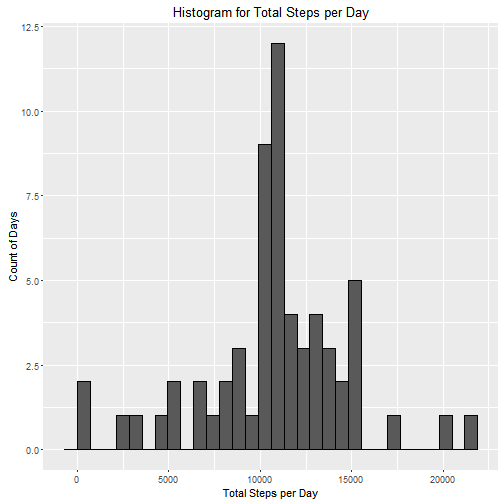 Histogram for Total Steps per Day
12.5
10.0
7.5
5.0
2.5
0.0
Count of Days
0 5000 10000 15000 20000
Total Steps per Day